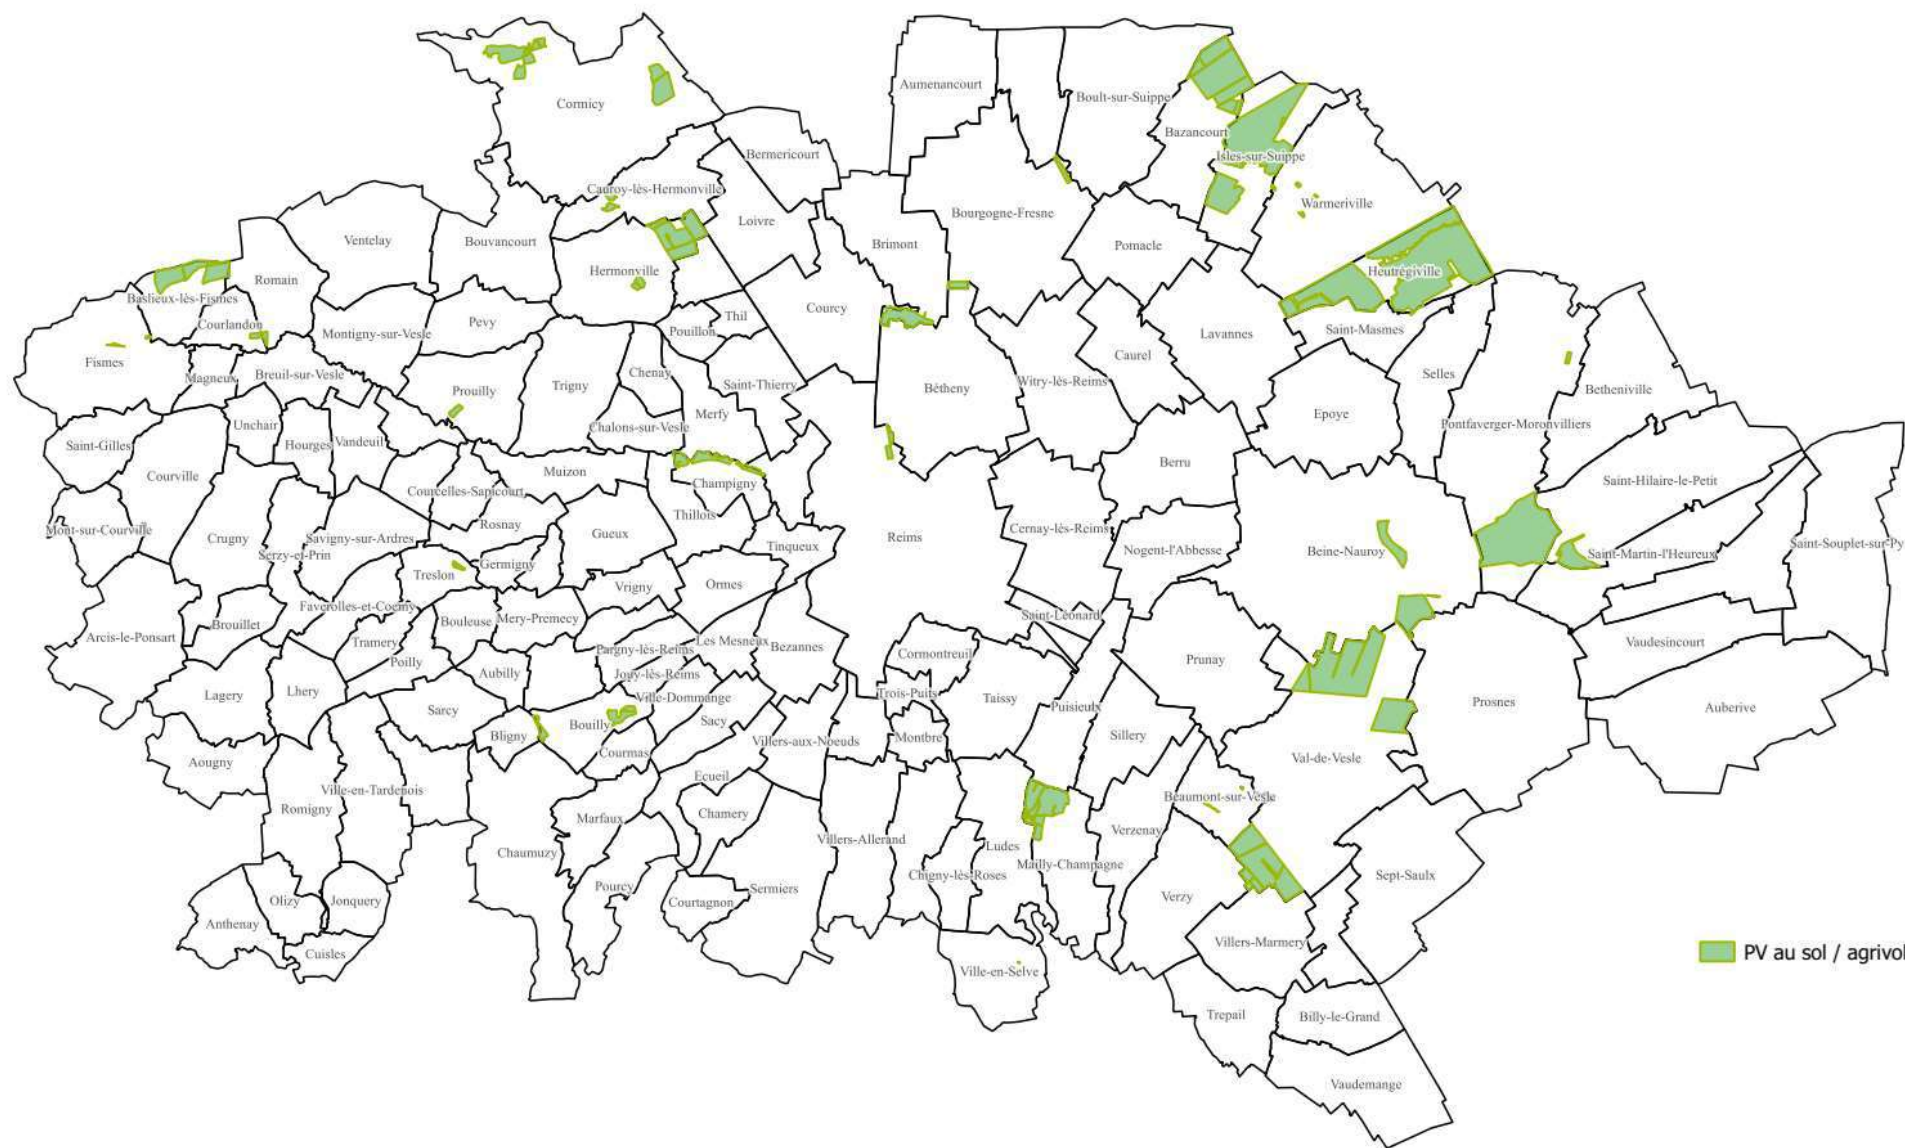 Aumenancourt
Boult-sur-Suippe
Cormicy
Bazancourt
Bermericourt
Isles-sur-Suippe
Cauroy-lès-Hermonville
Warmeriville
Bourgogne-Fresne
Loivre
Ventelay
Bouvancourt
Brimont
Pomacle
Hermonville
Heutrégiville
Romain
Baslieux-lès-Fismes
Courlandon
Montigny-sur-Vesle
Pevy
Pouillon
Thil
Courcy
Lavannes
Saint-Masmes
Fismes
Magneux
Breuil-sur-Vesle
Prouilly
Trigny
Chenay
Saint-Thierry
Bétheny
Witry-lès-Reims
Caurel
Selles
Betheniville
Epoye
Merfy
Unchair
Hourges
Vandeuil
Chalons-sur-Vesle
Pontfaverger-Moronvilliers
Saint-Gilles
Courville
Muizon
Champigny
Berru
Courcelles-Sapicourt
Saint-Hilaire-le-Petit
Thillois
Rosnay
Mont-sur-Courville
Crugny
Savigny-sur-Ardres
Serzy-et-Prin
Gueux
Tinqueux
Reims
Cernay-lès-Reims
Nogent-l'Abbesse
Beine-Nauroy
Saint-Martin-l'Heureux
Saint-Souplet-sur-Py
Treslon
Germigny
Vrigny
Ormes
Faverolles-et-Coemy
Saint-Léonard
Arcis-le-Ponsart
Brouillet
Tramery
Bouleuse
Mery-Premecy
Les Mesneux
Bezannes
Pargny-lès-Reims
Cormontreuil
Prunay
Vaudesincourt
Poilly
Aubilly
Jouy-lès-Reims
Lagery
Lhery
Ville-Dommange
Trois-Puits
Taissy
Puisieulx
Prosnes
Auberive
Sarcy
Bouilly
Sacy
Bligny
Montbré
Sillery
Courmas
Villers-aux-Noeuds
Val-de-Vesle
Aougny
Ecueil
Ville-en-Tardenois
Romigny
Beaumont-sur-Vesle
Chamery
Marfaux
Villers-Allerand
Verzenay
Ludes
Chaumuzy
Mailly-Champagne
Sept-Saulx
Pourcy
Sermiers
Chigny-lès-Roses
Verzy
Olizy
Jonquery
Courtagnon
Anthenay
Villers-Marmery
Cuisles
Ville-en-Selve
PV au sol / agrivol
Trepail
Billy-le-Grand
Vaudemange